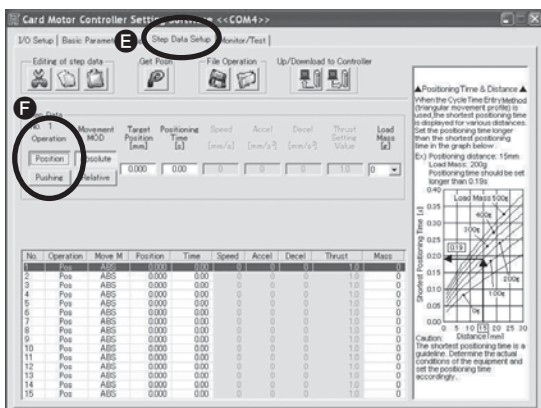 Card Motor Controller Setting Software <<COM4>>
E
I/O Setup Basic Step Data Setup Monitor/Test
Editing of step data Get Posn File Operation Up/Download to Controller
F
No. 1
Operation Movement MOD Target Position [mm] Positioning Time [s] Speed [mm/s] Accel [mm/s²] Decel [mm/s²] Thrust Setting Value Load Mass [g]
Position Absolute 0.000 0.00 0 0 0 1.0 0
Pushing Relative
No. Operation Move M Position Time Speed Accel Decel Thrust Mass
1 Pos ABS 0.000 0.00 0 0 0 1.0 0
2 Pos ABS 0.000 0.00 0 0 0 1.0 0
3 Pos ABS 0.000 0.00 0 0 0 1.0 0
4 Pos ABS 0.000 0.00 0 0 0 1.0 0
5 Pos ABS 0.000 0.00 0 0 0 1.0 0
6 Pos ABS 0.000 0.00 0 0 0 1.0 0
7 Pos ABS 0.000 0.00 0 0 0 1.0 0
8 Pos ABS 0.000 0.00 0 0 0 1.0 0
9 Pos ABS 0.000 0.00 0 0 0 1.0 0
10 Pos ABS 0.000 0.00 0 0 0 1.0 0
11 Pos ABS 0.000 0.00 0 0 0 1.0 0
12 Pos ABS 0.000 0.00 0 0 0 1.0 0
13 Pos ABS 0.000 0.00 0 0 0 1.0 0
14 Pos ABS 0.000 0.00 0 0 0 1.0 0
15 Pos ABS 0.000 0.00 0 0 0 1.0 0
▲Positioning Time & Distance▲
When the Cycle Time Entry Method
(triangular movement profile) is
used,the shortest positioning time
is displayed for various distances.
Set the positioning time longer
than the shortest positioning
time in the graph below.
Ex) Positioning distance: 15mm
Load Mass: 200g
Positioning time should be set
longer than 0.19s
Shortest Positioning Time [s]
0.40
0.35
0.30
0.25
0.20
0.15
0.10
0.05
0.00
Load Mass 500g
400g
300g
0.19
200g
100g
0g
0 5 10 15 20 25 30
Distance [mm]
Caution:
The shortest positioning time is a
guideline. Determine the actual
conditions of the equipment and
set the positioning time
accordingly.